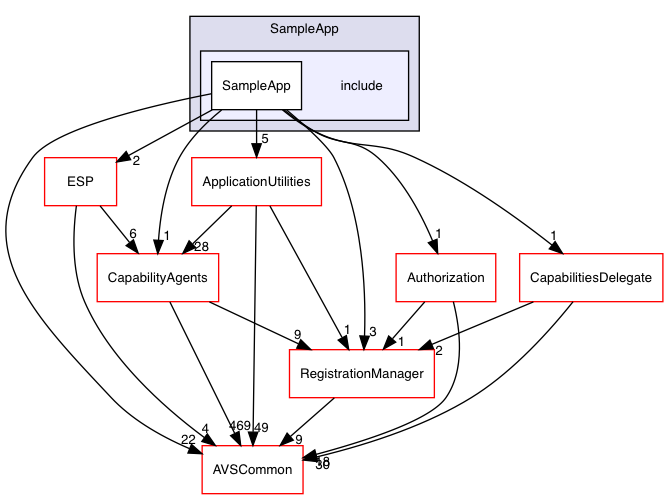 SampleApp
SampleApp
include
5
2
ESP
ApplicationUtilities
6
1
28
1
1
CapabilityAgents
Authorization
CapabilitiesDelegate
9
1
3
1
2
RegistrationManager
22
4
469
49
9
AVSCommon